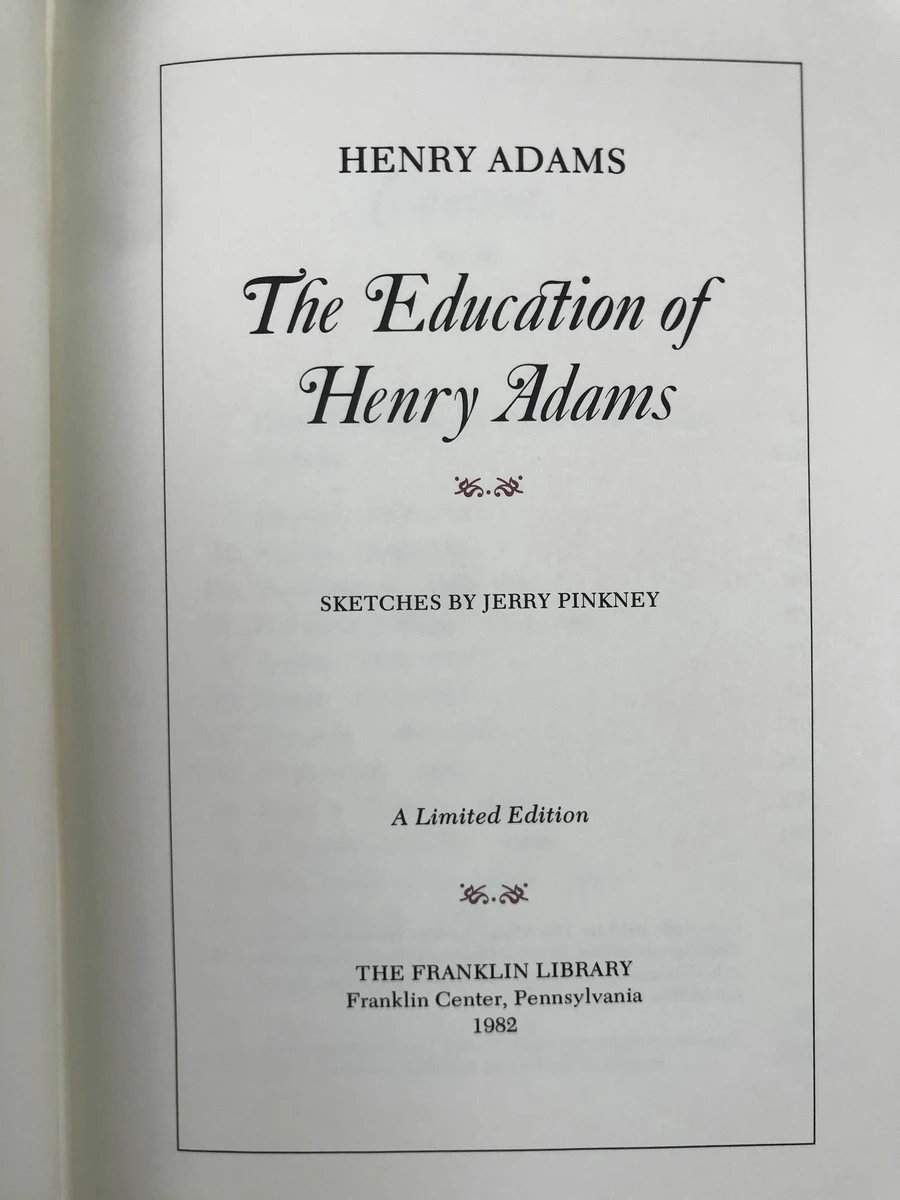 HENRY ADAMS
The Education of
Henry Adams
SKETCHES BY JERRY PINKNEY
A Limited Edition
THE FRANKLIN LIBRARY
Franklin Center, Pennsylvania
1982